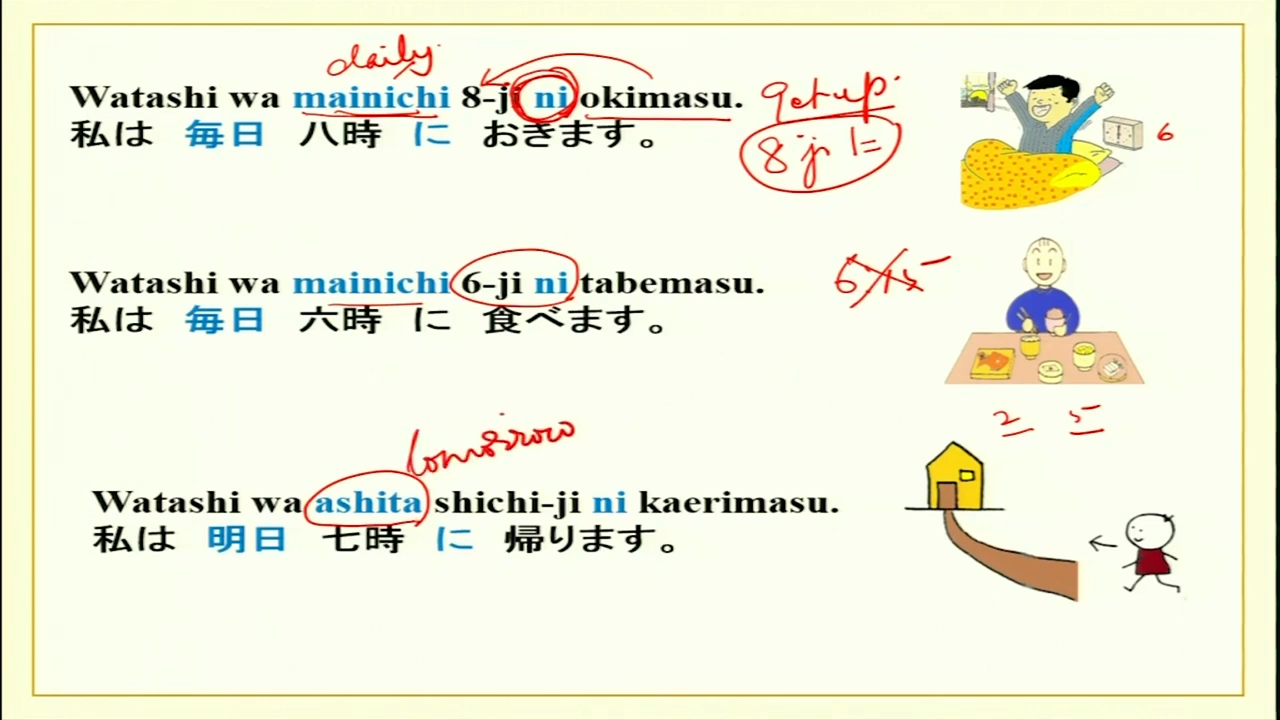 daily
Watashi wa mainichi 8-ji ni okimasu. get up.
私は 毎日 八時 に おきます。 8 ji に
6
Watashi wa mainichi 6-ji ni tabemasu. 6
私は 毎日 六時 に 食べます。
2 5
tomorrow
Watashi wa ashita shichi-ji ni kaerimasu.
私は 明日 七時 に 帰ります。